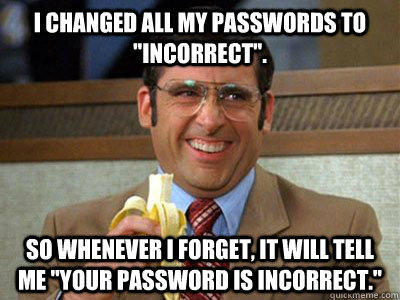 I CHANGED ALL MY PASSWORDS TO
"INCORRECT".
SO WHENEVER I FORGET, IT WILL TELL
ME "YOUR PASSWORD IS INCORRECT."
quickmeme.com